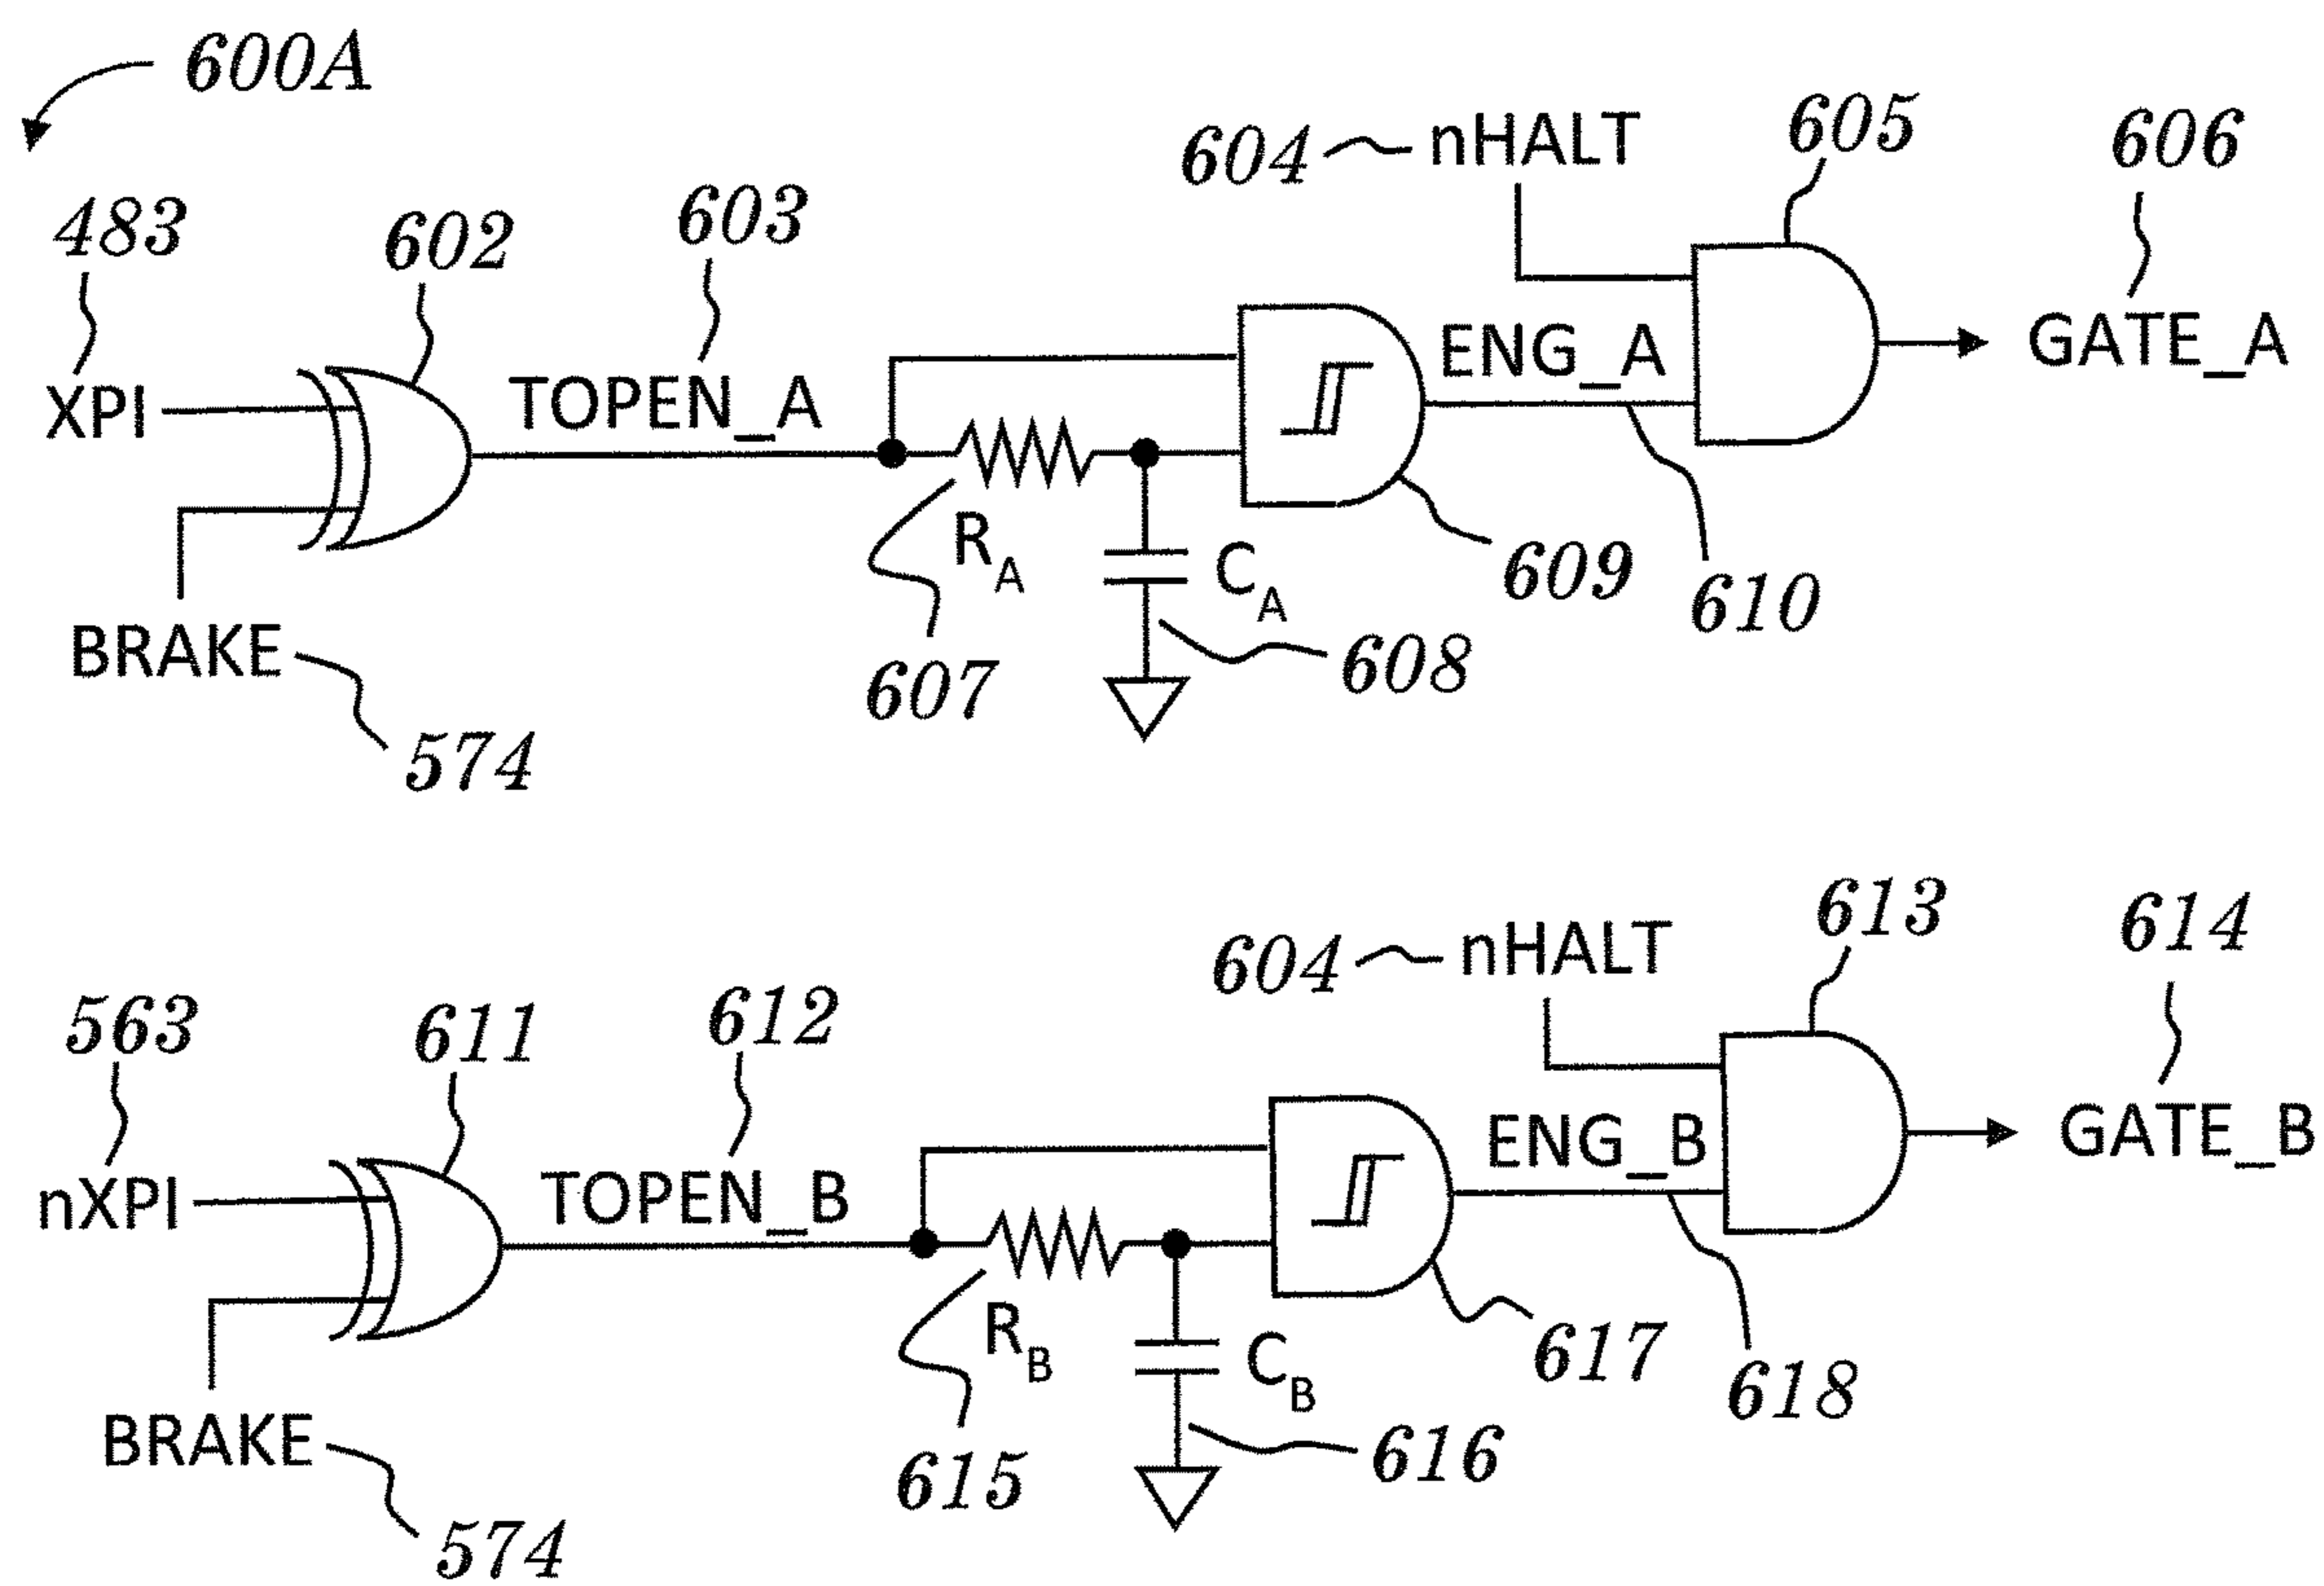 600A
604 nHALT 605 606
483 602 603
XPI TOPEN_A ENG_A GATE_A
BRAKE R_A C_A 609 610
574 607 608
604 nHALT 613 614
563 611 612
nXPI TOPEN_B ENG_B GATE_B
BRAKE R_B C_B 617 618
574 615 616